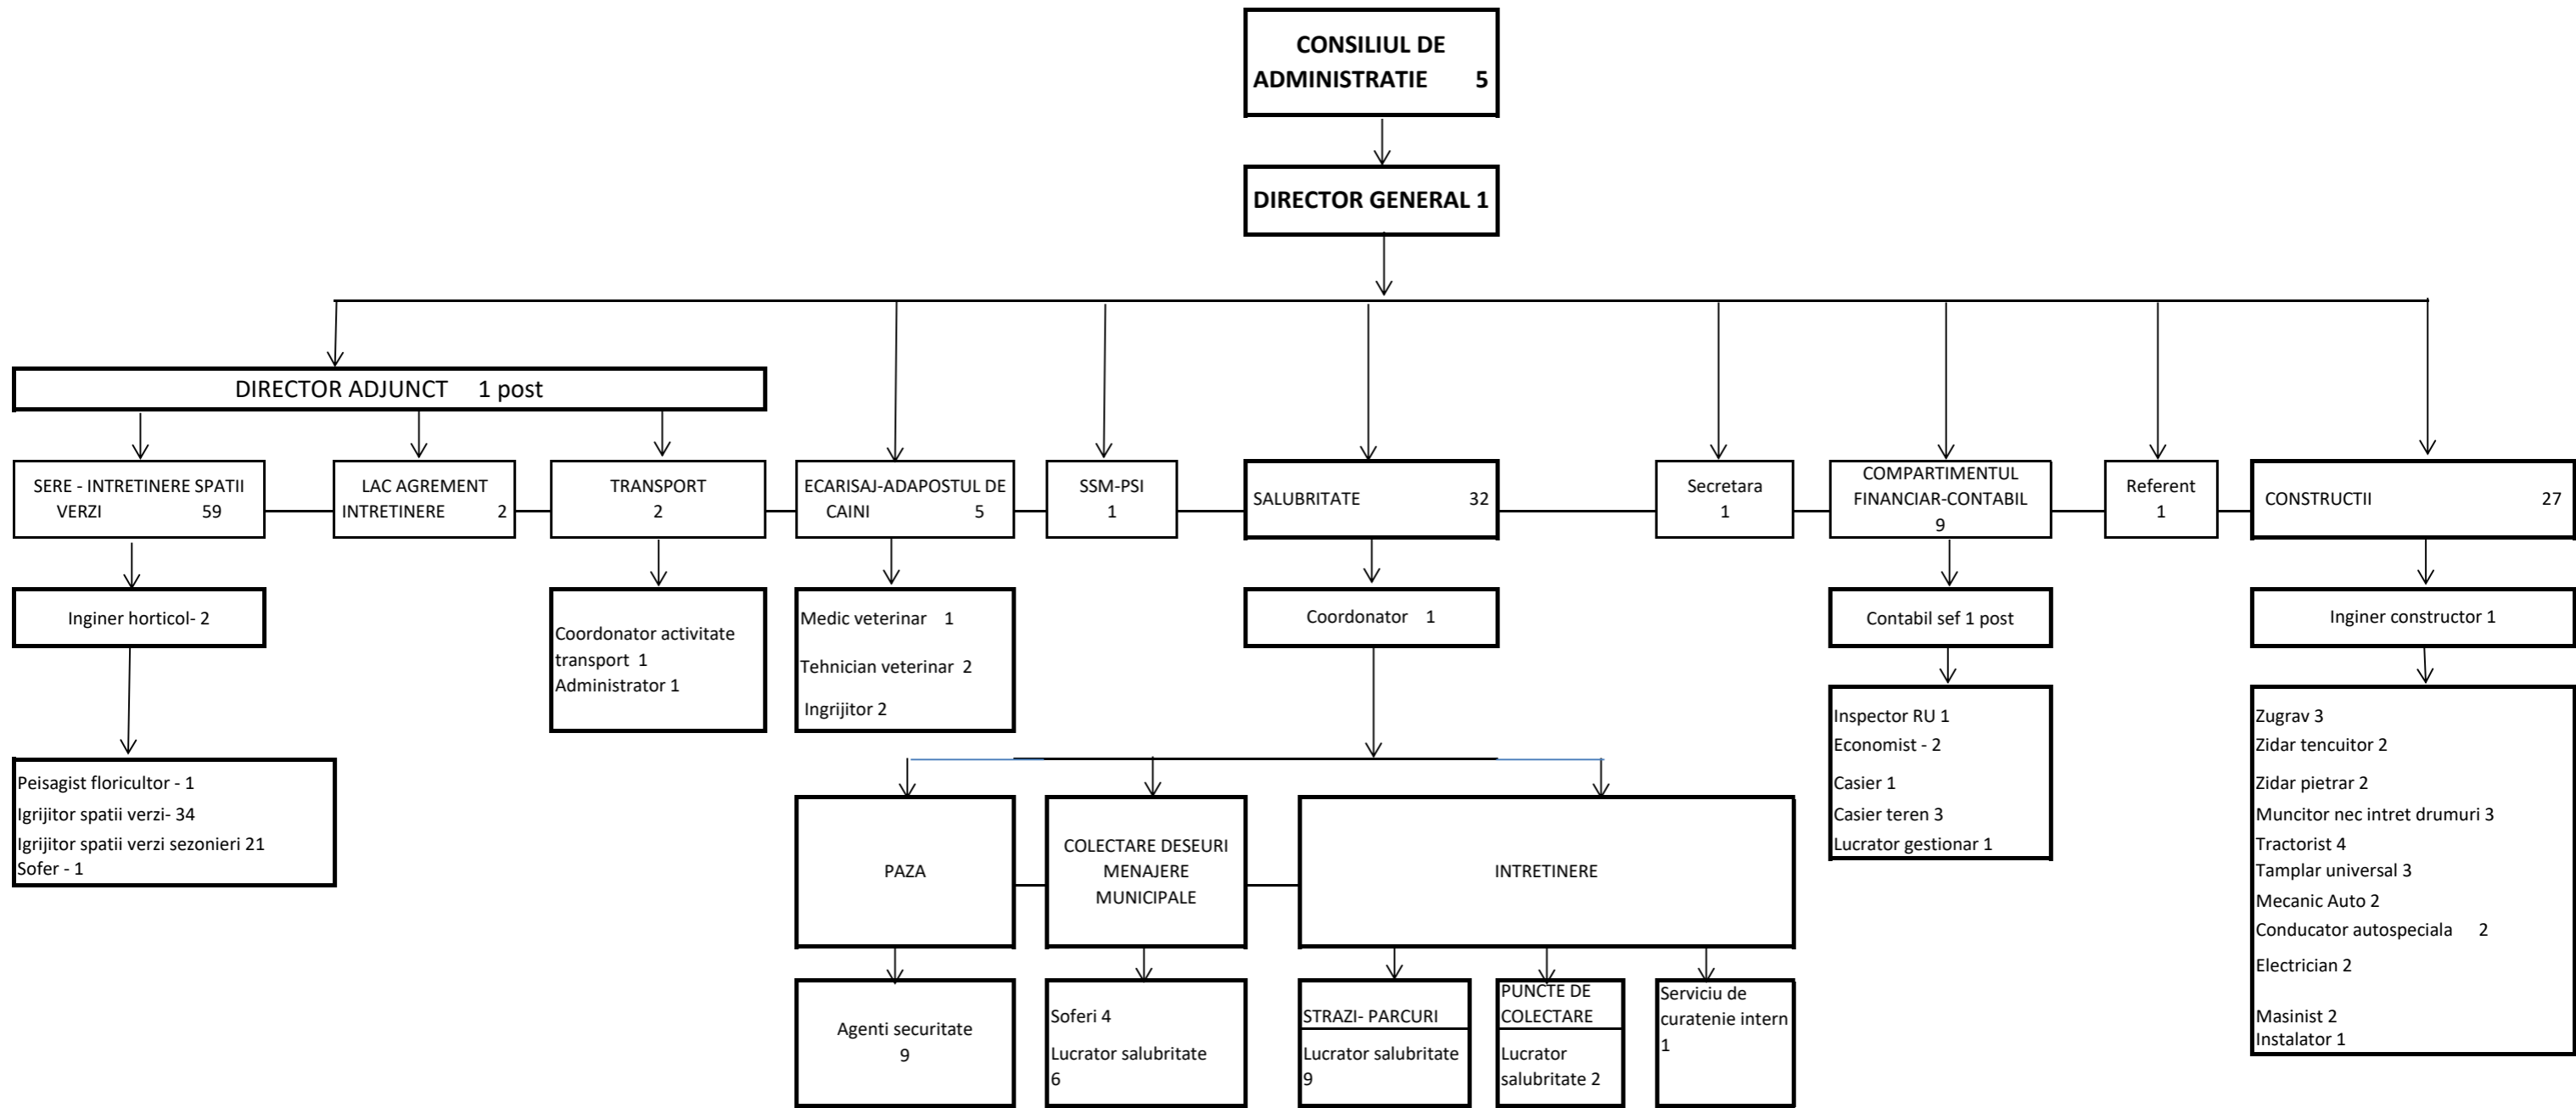 CONSILIUL DE
ADMINISTRATIE 5
DIRECTOR GENERAL 1
DIRECTOR ADJUNCT 1 post
SERE - INTRETINERE SPATII
VERZI 59
LAC AGREMENT
INTRETINERE 2
TRANSPORT
2
ECARISAJ-ADAPOSTUL DE
CAINI 5
SSM-PSI
1
SALUBRITATE 32
Secretara
1
COMPARTIMENTUL
FINANCIAR-CONTABIL
9
Referent
1
CONSTRUCTII 27
Inginer horticol- 2
Coordonator activitate
transport 1
Administrator 1
Medic veterinar 1
Tehnician veterinar 2
Ingrijitor 2
Coordonator 1
Contabil sef 1 post
Inginer constructor 1
Peisagist floricultor - 1
Igrijitor spatii verzi- 34
Igrijitor spatii verzi sezonieri 21
Sofer - 1
Inspector RU 1
Economist - 2
Casier 1
Casier teren 3
Lucrator gestionar 1
Zugrav 3
Zidar tencuitor 2
Zidar pietrar 2
Muncitor nec intret drumuri 3
Tractorist 4
Tamplar universal 3
Mecanic Auto 2
Conducator autospeciala 2
Electrician 2
Masinist 2
Instalator 1
PAZA
COLECTARE DESEURI
MENAJERE
MUNICIPALE
INTRETINERE
Agenti securitate
9
Soferi 4
Lucrator salubritate
6
STRAZI- PARCURI
Lucrator salubritate
9
PUNCTE DE
COLECTARE
Lucrator
salubritate 2
Serviciu de
curatenie intern
1